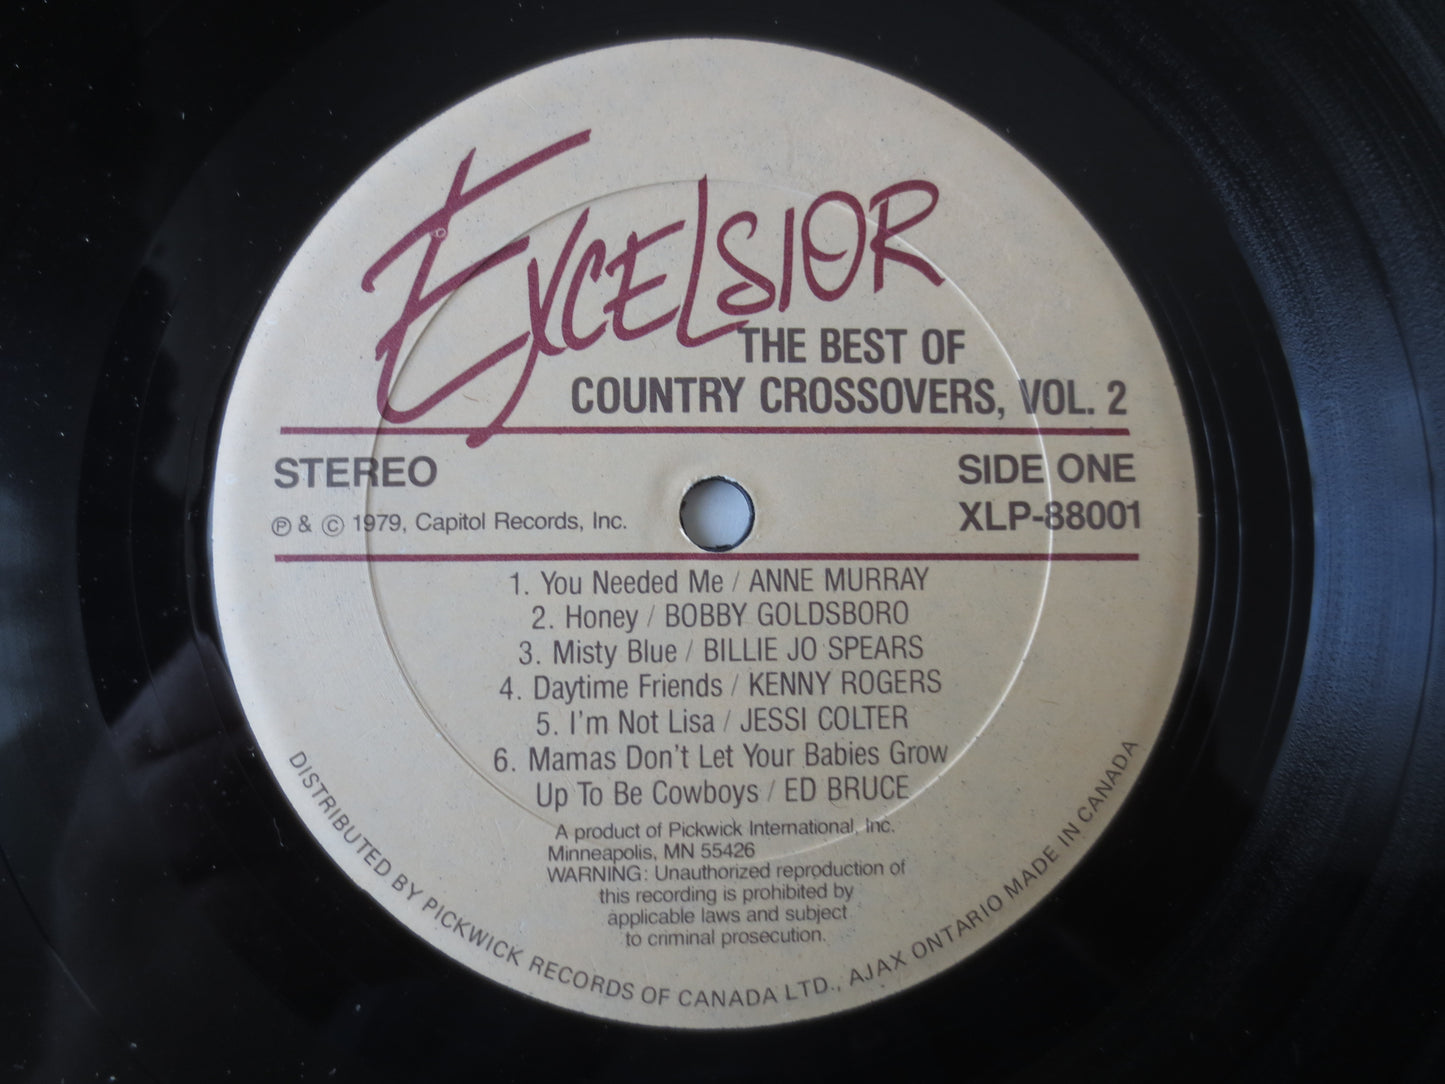 EXCELSIOR
THE BEST OF
COUNTRY CROSSOVERS, VOL. 2
STEREO
SIDE ONE
℗ & © 1979, Capitol Records, Inc.
XLP-88001
1. You Needed Me / ANNE MURRAY
2. Honey / BOBBY GOLDSBORO
3. Misty Blue / BILLIE JO SPEARS
4. Daytime Friends / KENNY ROGERS
5. I'm Not Lisa / JESSI COLTER
6. Mamas Don't Let Your Babies Grow
Up To Be Cowboys / ED BRUCE
A product of Pickwick International, Inc.
Minneapolis, MN 55426
WARNING: Unauthorized reproduction of
this recording is prohibited by
applicable laws and subject
to criminal prosecution.
DISTRIBUTED BY PICKWICK RECORDS OF CANADA LTD., AJAX ONTARIO MADE IN CANADA